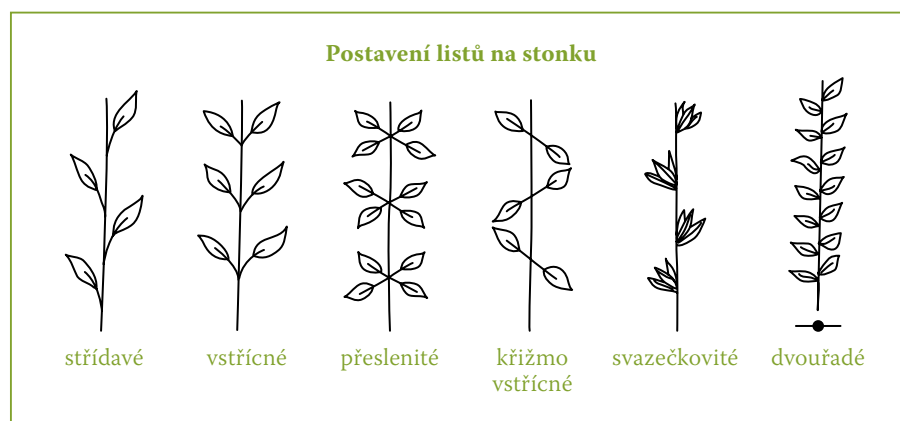 Postavení listů na stonku
střídavé
vstřícné
přeslenité
křižmo
vstřícné
svazečkovité
dvouřadé